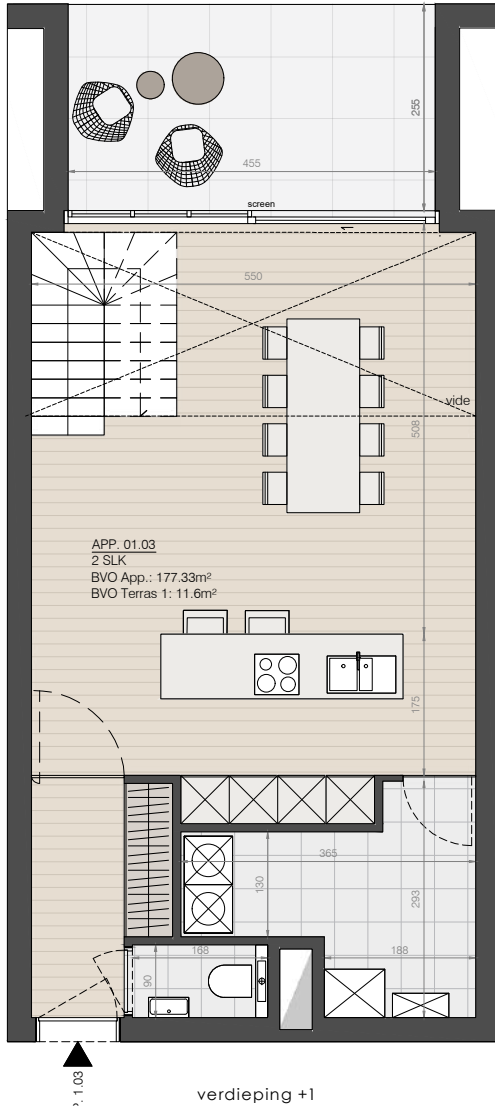 255
455
screen
1
550
vide
508
APP. 01.03
2 SLK
BVO App.: 177.33m²
BVO Terras 1: 11.6m²
175
365
130
293
168
188
90
P. 1.03
verdieping +1